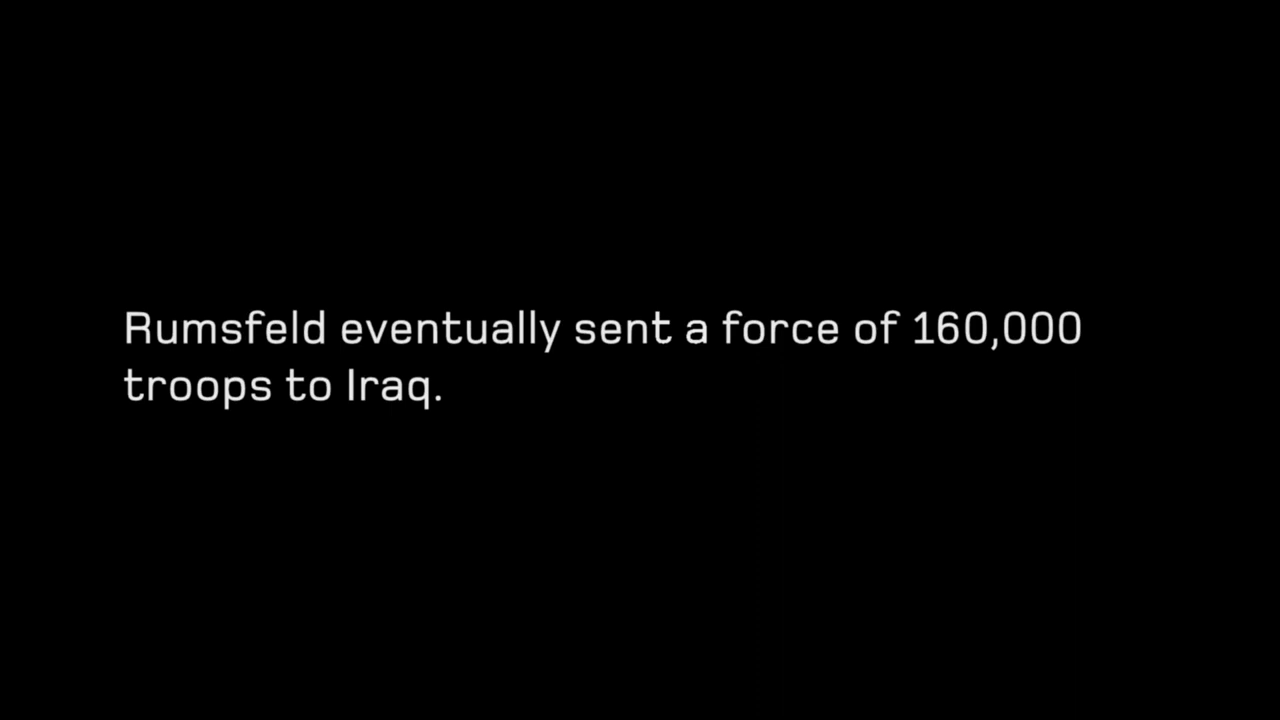 Rumsfeld eventually sent a force of 160,000
troops to Iraq.